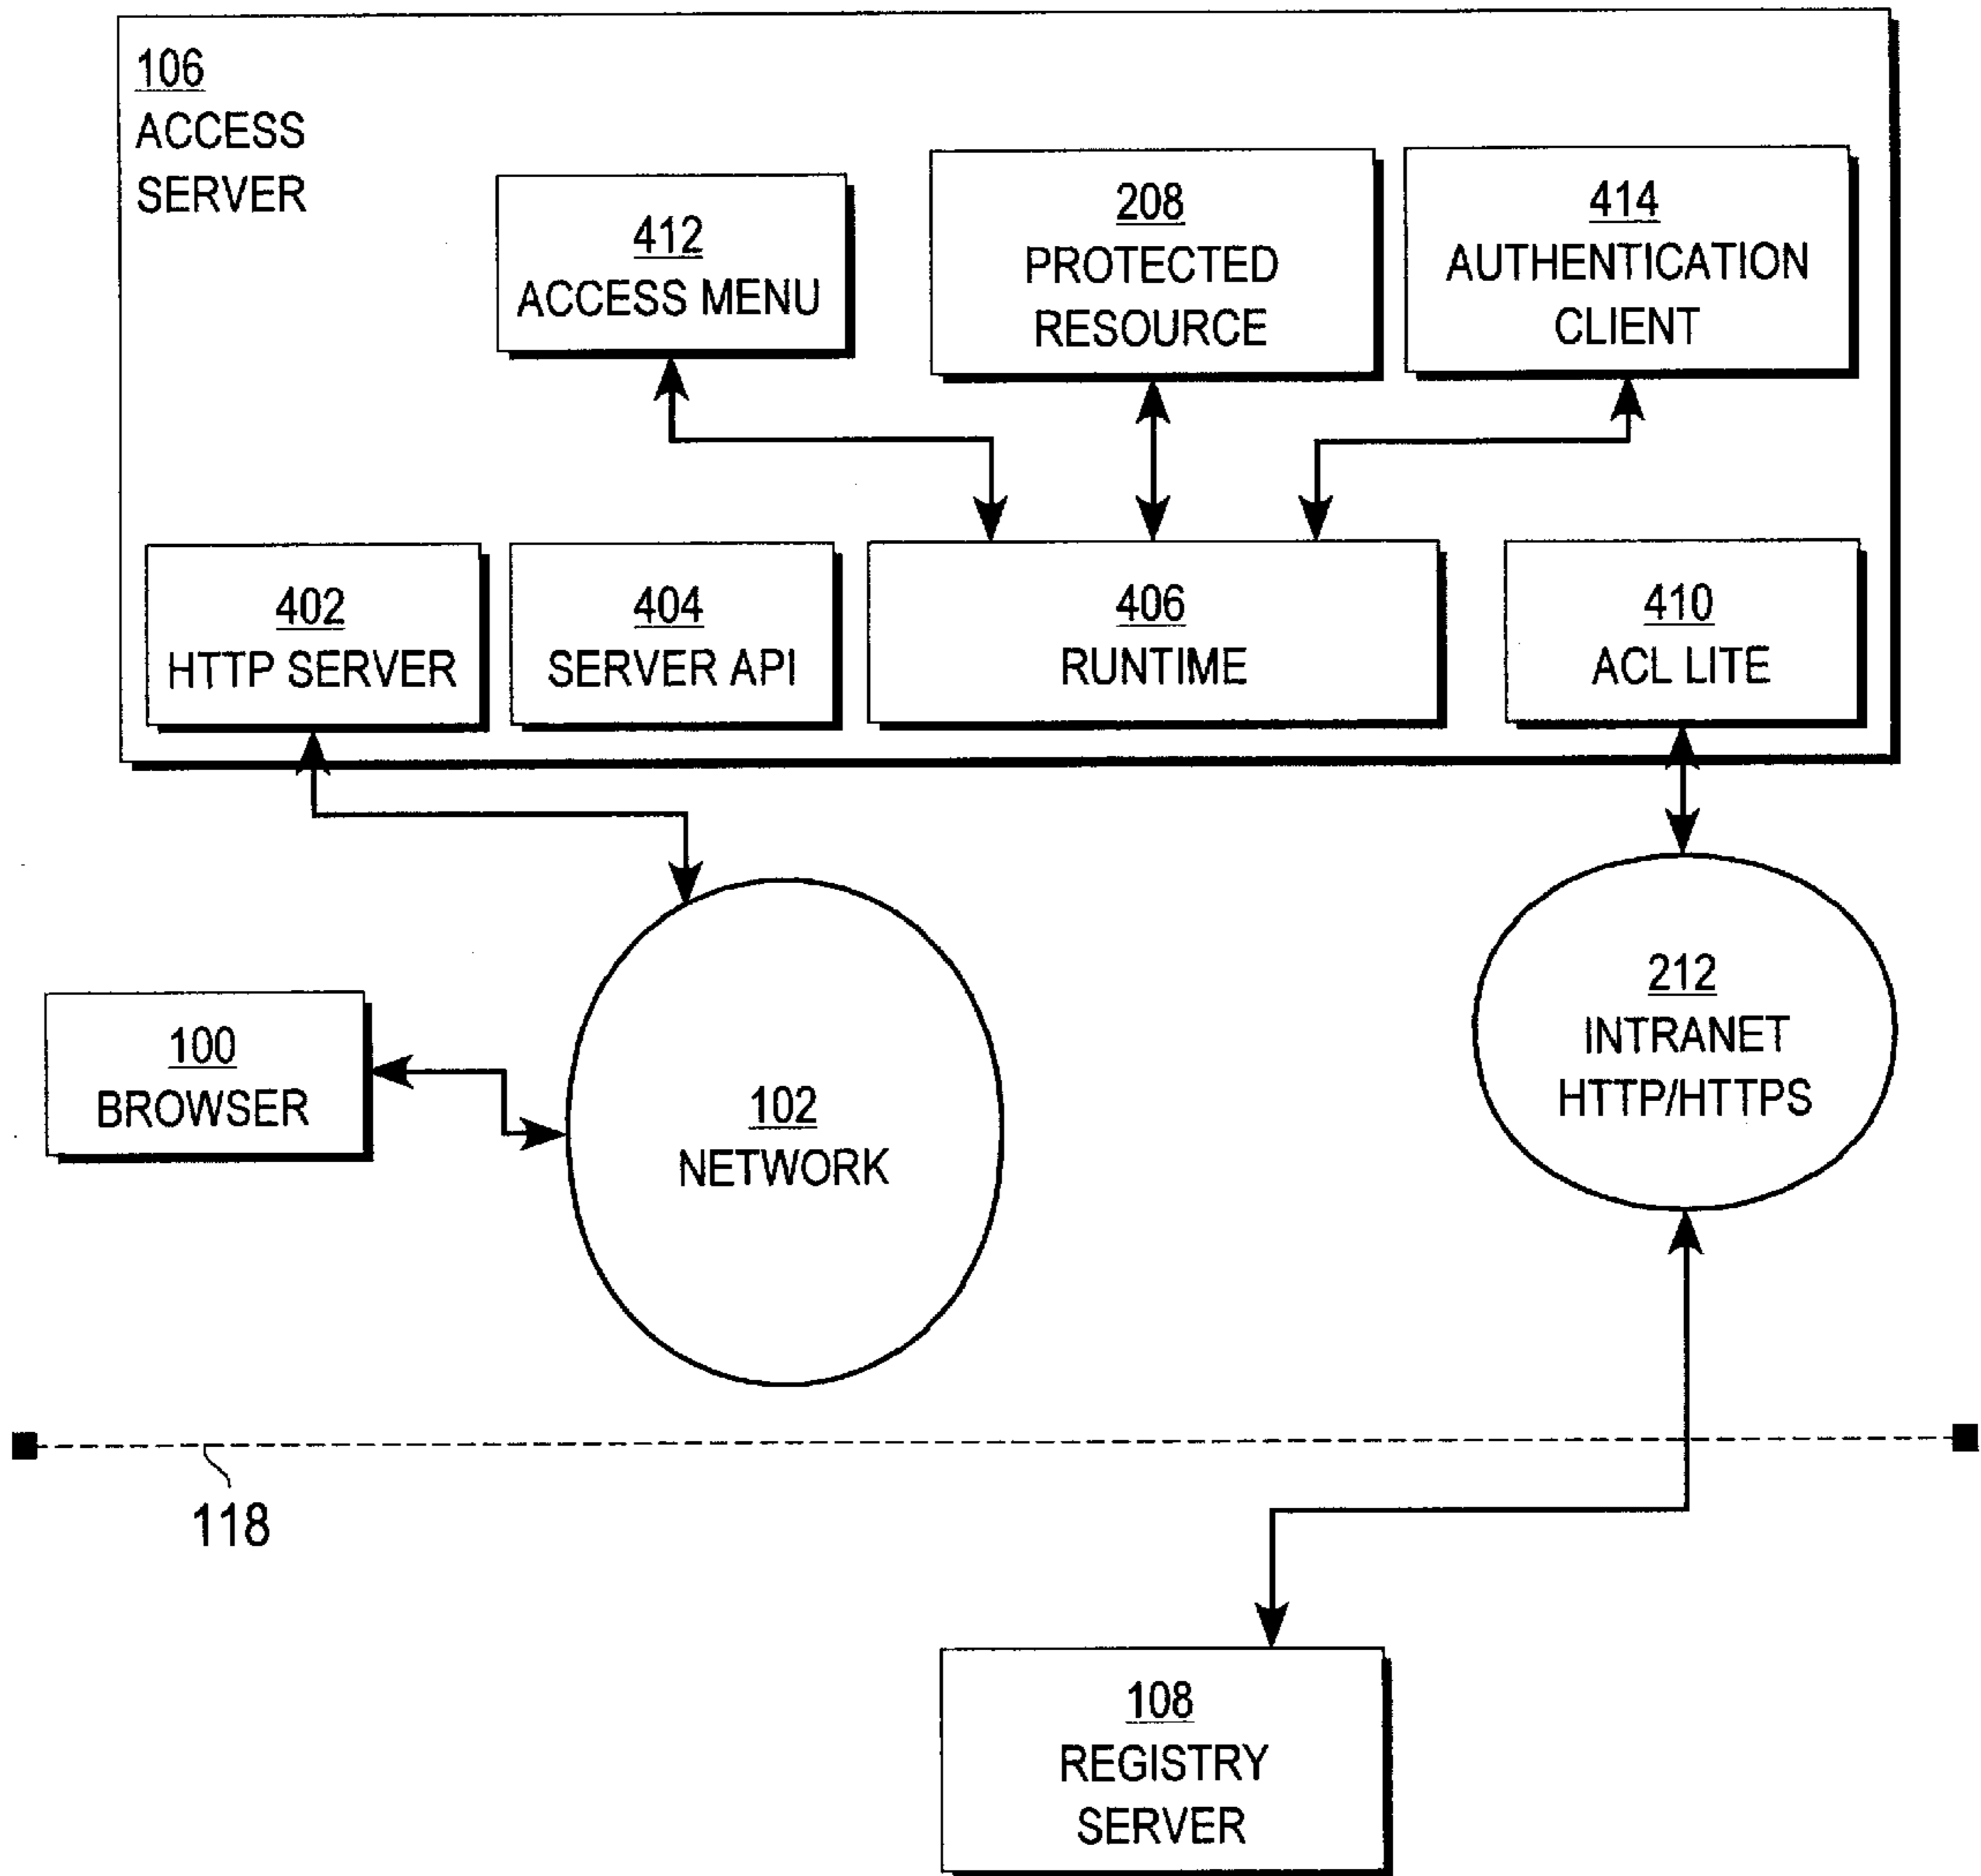 106
ACCESS
SERVER
412
ACCESS MENU
208
PROTECTED
RESOURCE
414
AUTHENTICATION
CLIENT
402
HTTP SERVER
404
SERVER API
406
RUNTIME
410
ACL LITE
100
BROWSER
102
NETWORK
212
INTRANET
HTTP/HTTPS
118
108
REGISTRY
SERVER